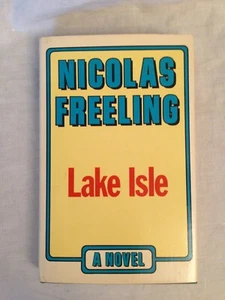 NICOLAS
FREELING
Lake Isle
A NOVEL